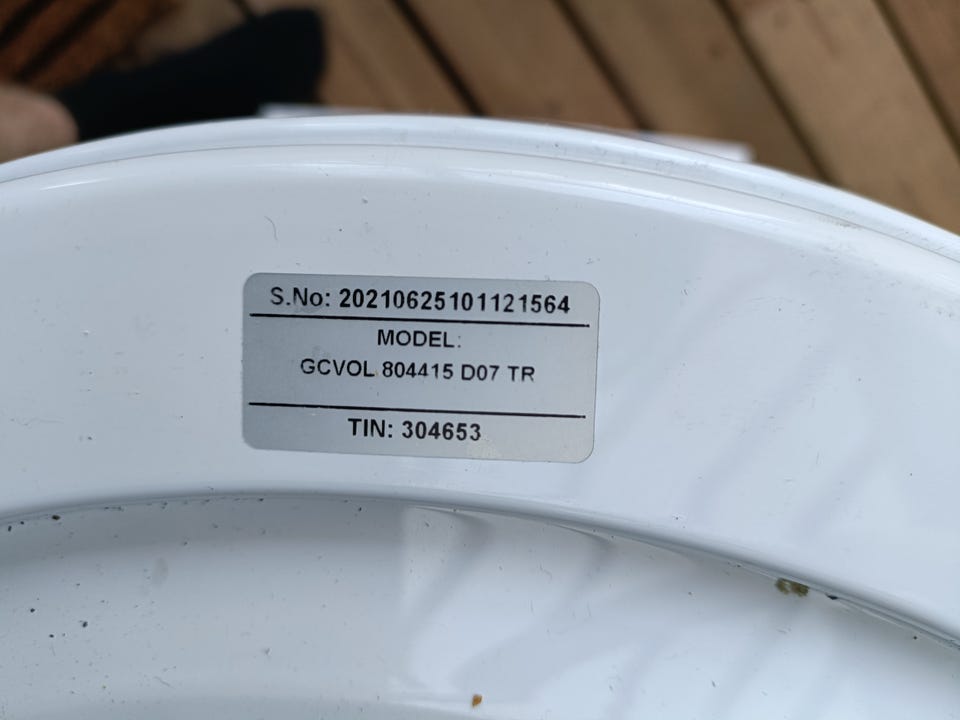 S.No: 20210625101121564
MODEL:
GCVOL 804415 D07 TR
TIN: 304653